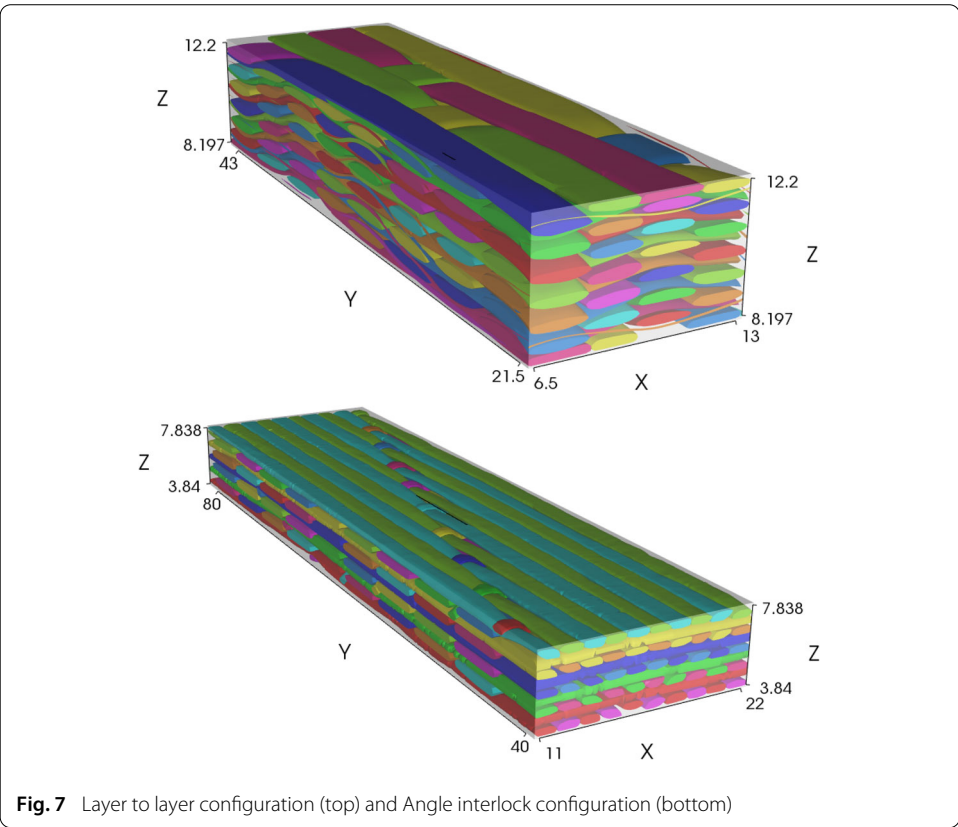 12.2
Z
8.197
43
12.2
Z
Y
8.197
13
21.5
6.5
X
7.838
Z
3.84
80
7.838
Y
Z
3.84
22
40
11
X
Fig. 7 Layer to layer configuration (top) and Angle interlock configuration (bottom)